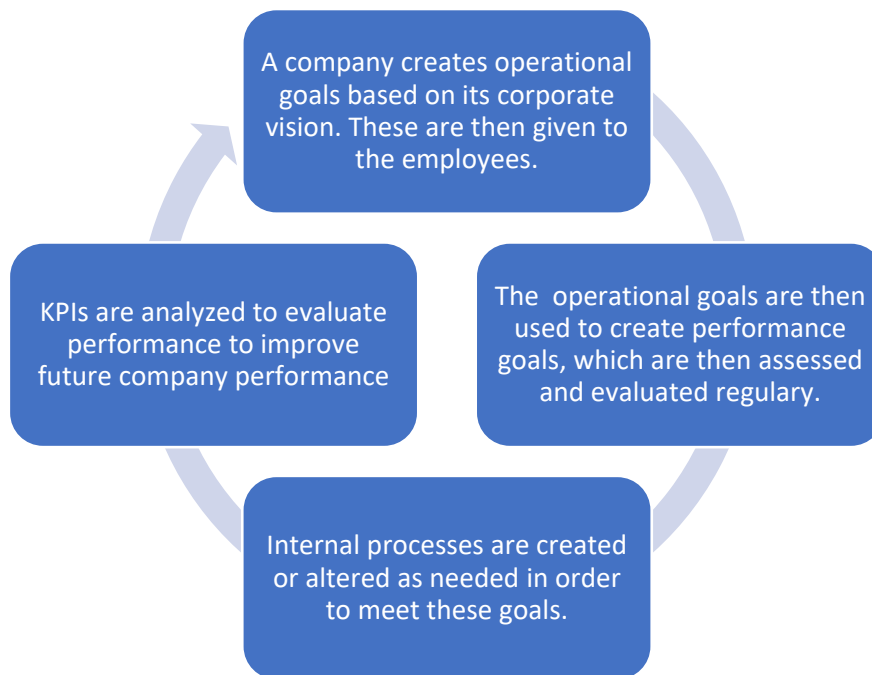 A company creates operational
goals based on its corporate
vision. These are then given to
the employees.
The operational goals are then
used to create performance
goals, which are then assessed
and evaluated regulary.
Internal processes are created
or altered as needed in order
to meet these goals.
KPIs are analyzed to evaluate
performance to improve
future company performance